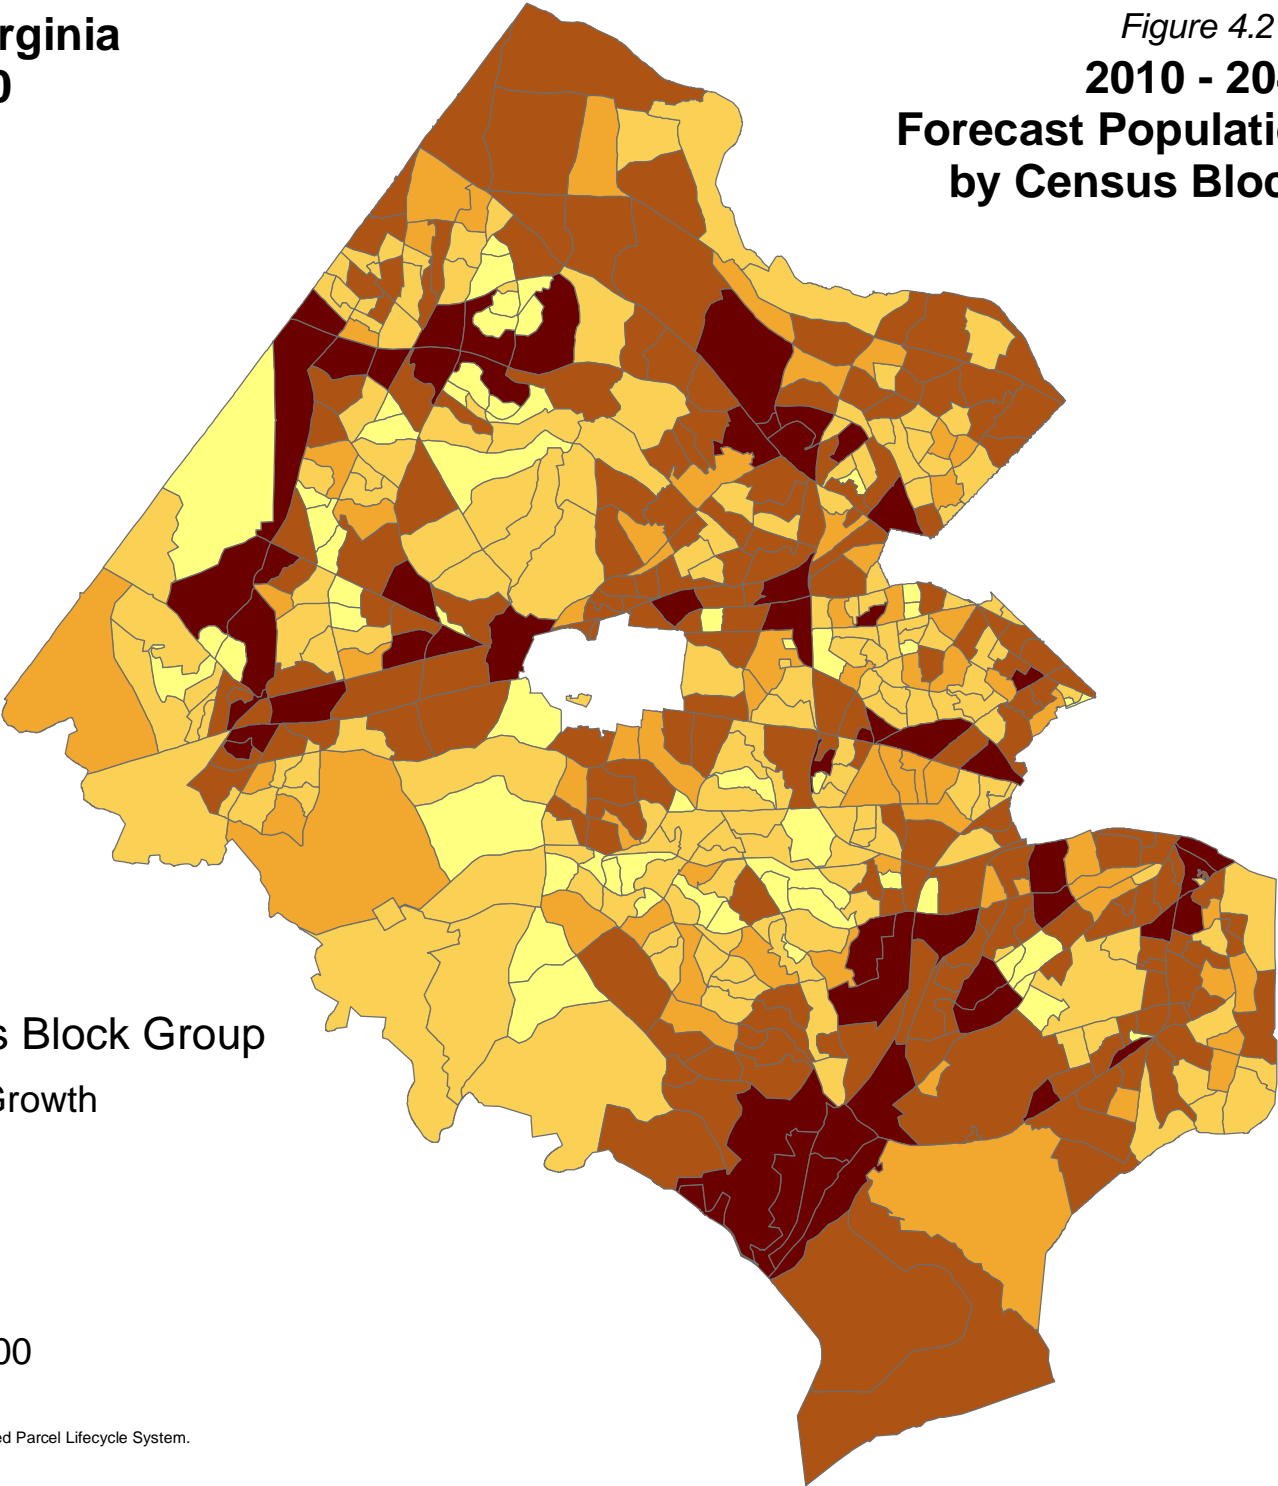 rginia
0
Figure 4.2
2010 - 20
Forecast Populati
by Census Bloc
s Block Group
Growth
00
ed Parcel Lifecycle System.